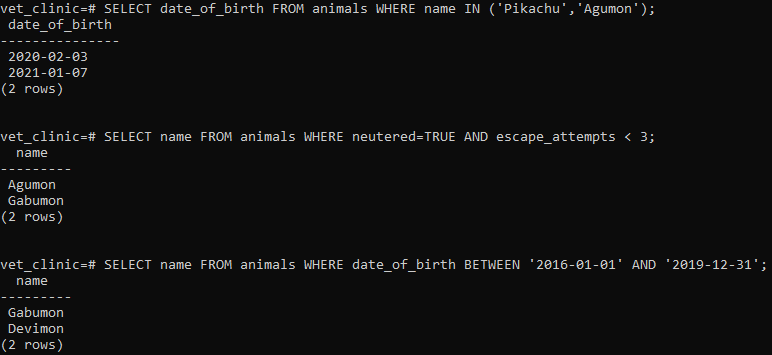 vet_clinic=# SELECT date_of_birth FROM animals WHERE name IN ('Pikachu','Agumon');
 date_of_birth
---------------
 2020-02-03
 2021-01-07
(2 rows)
vet_clinic=# SELECT name FROM animals WHERE neutered=TRUE AND escape_attempts < 3;
  name
---------
 Agumon
 Gabumon
(2 rows)
vet_clinic=# SELECT name FROM animals WHERE date_of_birth BETWEEN '2016-01-01' AND '2019-12-31';
  name
---------
 Gabumon
 Devimon
(2 rows)